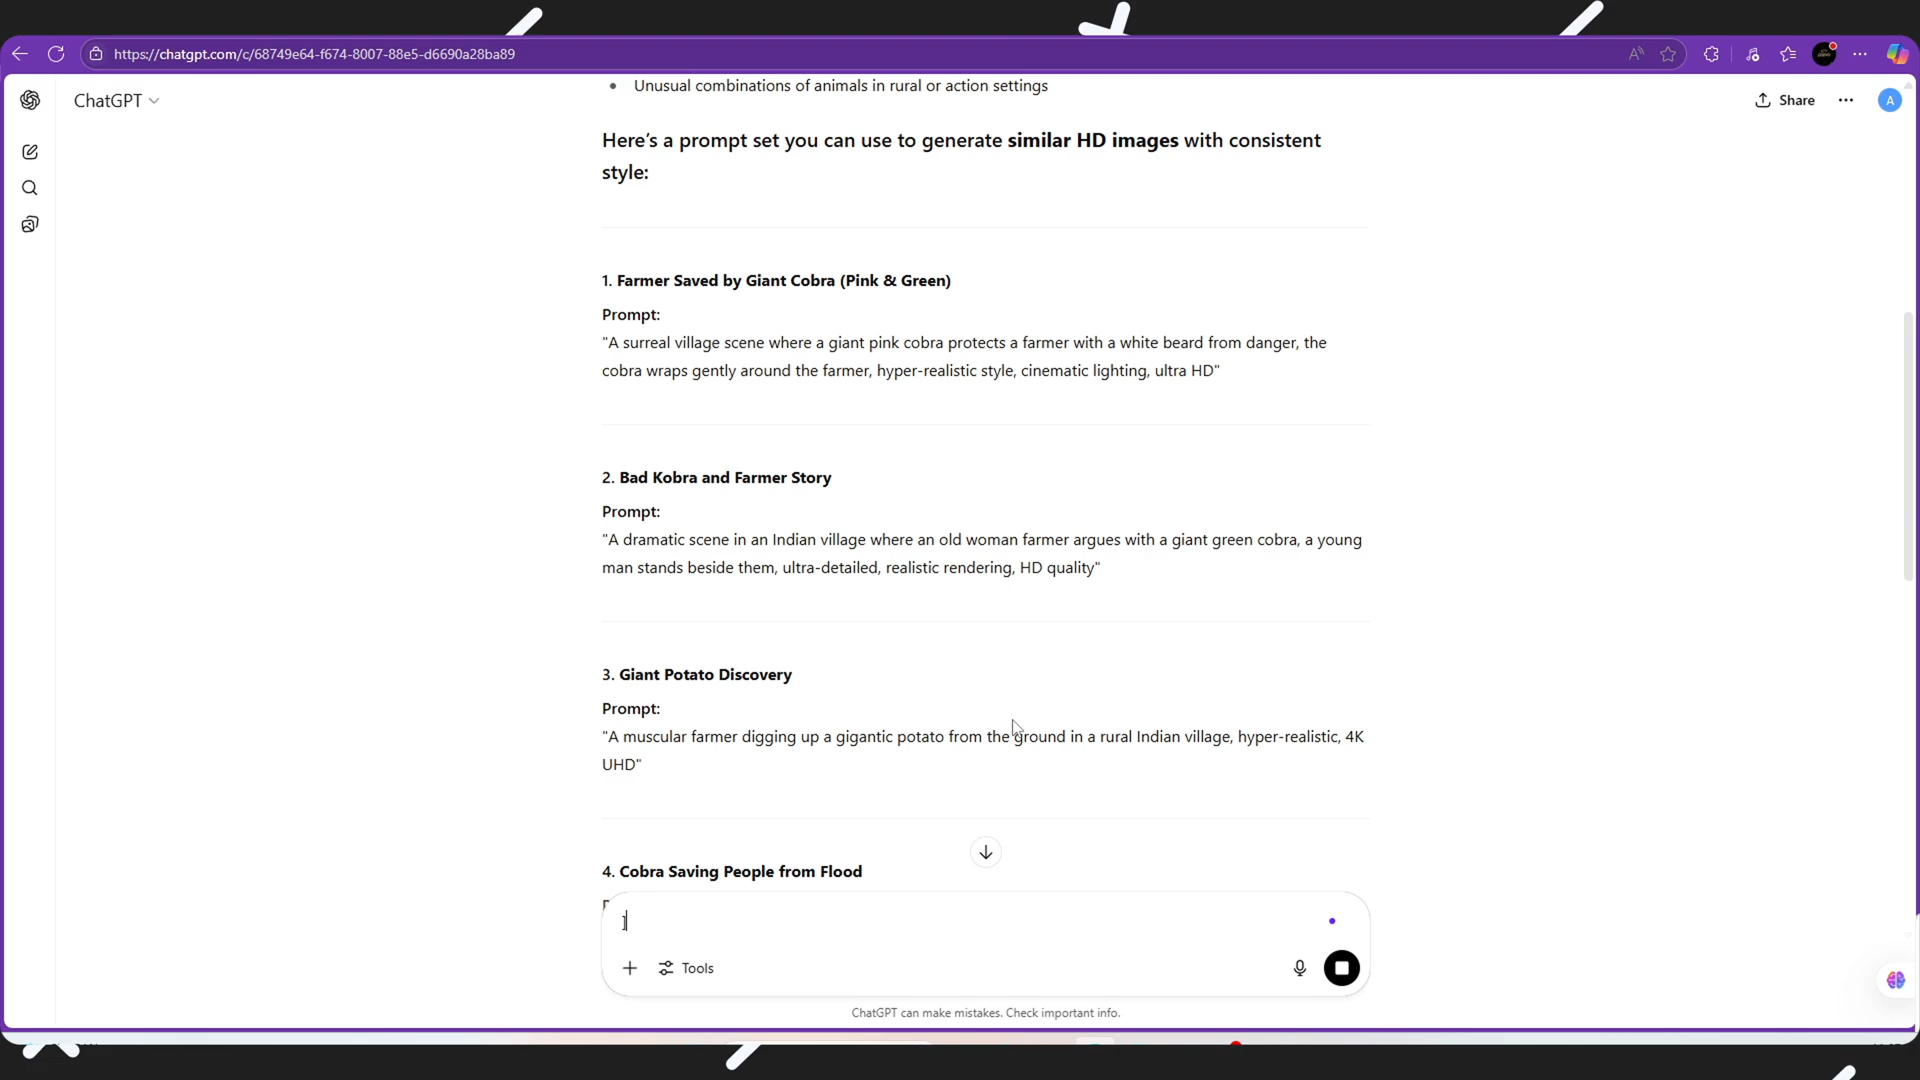 https://chatgpt.com/c/68749e64-f674-8007-88e5-d6690a28ba89
ChatGPT
Share
A
• Unusual combinations of animals in rural or action settings
Here’s a prompt set you can use to generate similar HD images with consistent
style:
1. Farmer Saved by Giant Cobra (Pink & Green)
Prompt:
"A surreal village scene where a giant pink cobra protects a farmer with a white beard from danger, the
cobra wraps gently around the farmer, hyper-realistic style, cinematic lighting, ultra HD"
2. Bad Kobra and Farmer Story
Prompt:
"A dramatic scene in an Indian village where an old woman farmer argues with a giant green cobra, a young
man stands beside them, ultra-detailed, realistic rendering, HD quality"
3. Giant Potato Discovery
Prompt:
"A muscular farmer digging up a gigantic potato from the ground in a rural Indian village, hyper-realistic, 4K
UHD"
4. Cobra Saving People from Flood
]
Tools
ChatGPT can make mistakes. Check important info.